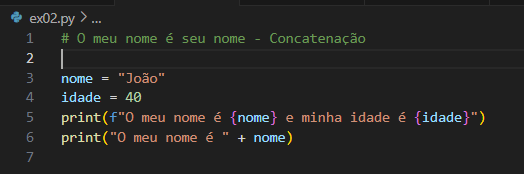 ex02.py > ...
1 # O meu nome é seu nome - Concatenação
2
3 nome = "João"
4 idade = 40
5 print(f"O meu nome é {nome} e minha idade é {idade}")
6 print("O meu nome é " + nome)
7